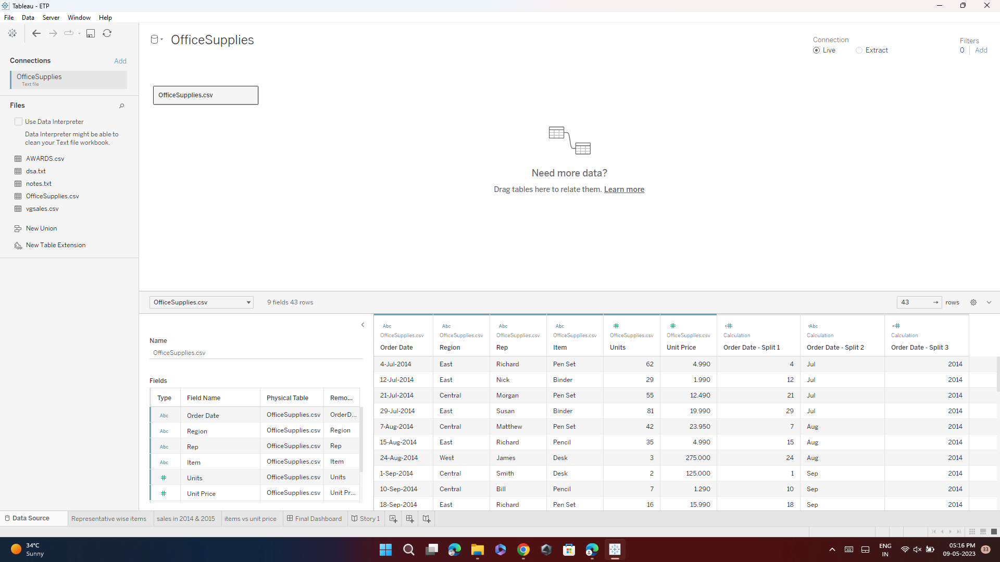 Tableau - ETP
File Data Server Window Help
OfficeSupplies
Connection
Live Extract
Filters
0 Add
Connections Add
OfficeSupplies
Text file
OfficeSupplies.csv
Files
Use Data Interpreter
Data Interpreter might be able to
clean your Text file workbook.
AWARDS.csv
dsa.txt
notes.txt
OfficeSupplies.csv
vgsales.csv
New Union
New Table Extension
Need more data?
Drag tables here to relate them. Learn more
OfficeSupplies.csv 9 fields 43 rows 43 rows
Name
OfficeSupplies.csv
Fields
Type Field Name Physical Table Remo...
Abc Order Date OfficeSupplies.csv OrderD...
Abc Region OfficeSupplies.csv Region
Abc Rep OfficeSupplies.csv Rep
Abc Item OfficeSupplies.csv Item
# Units OfficeSupplies.csv Units
# Unit Price OfficeSupplies.csv Unit Pr...
Abc Abc Abc Abc # # =# =Abc =#
OfficeSupplies.csv OfficeSupplies.csv OfficeSupplies.csv OfficeSupplies.csv OfficeSupplies.csv OfficeSupplies.csv Calculation Calculation Calculation
Order Date Region Rep Item Units Unit Price Order Date - Split 1 Order Date - Split 2 Order Date - Split 3
4-Jul-2014 East Richard Pen Set 62 4.990 4 Jul 2014
12-Jul-2014 East Nick Binder 29 1.990 12 Jul 2014
21-Jul-2014 Central Morgan Pen Set 55 12.490 21 Jul 2014
29-Jul-2014 East Susan Binder 81 19.990 29 Jul 2014
7-Aug-2014 Central Matthew Pen Set 42 23.950 7 Aug 2014
15-Aug-2014 East Richard Pencil 35 4.990 15 Aug 2014
24-Aug-2014 West James Desk 3 275.000 24 Aug 2014
1-Sep-2014 Central Smith Desk 2 125.000 1 Sep 2014
10-Sep-2014 Central Bill Pencil 7 1.290 10 Sep 2014
18-Sep-2014 East Richard Pen Set 16 15.990 18 Sep 2014
Data Source Representative wise items sales in 2014 & 2015 items vs unit price Final Dashboard Story 1
34°C
Sunny
ENG
IN
05:16 PM
09-05-2023
33